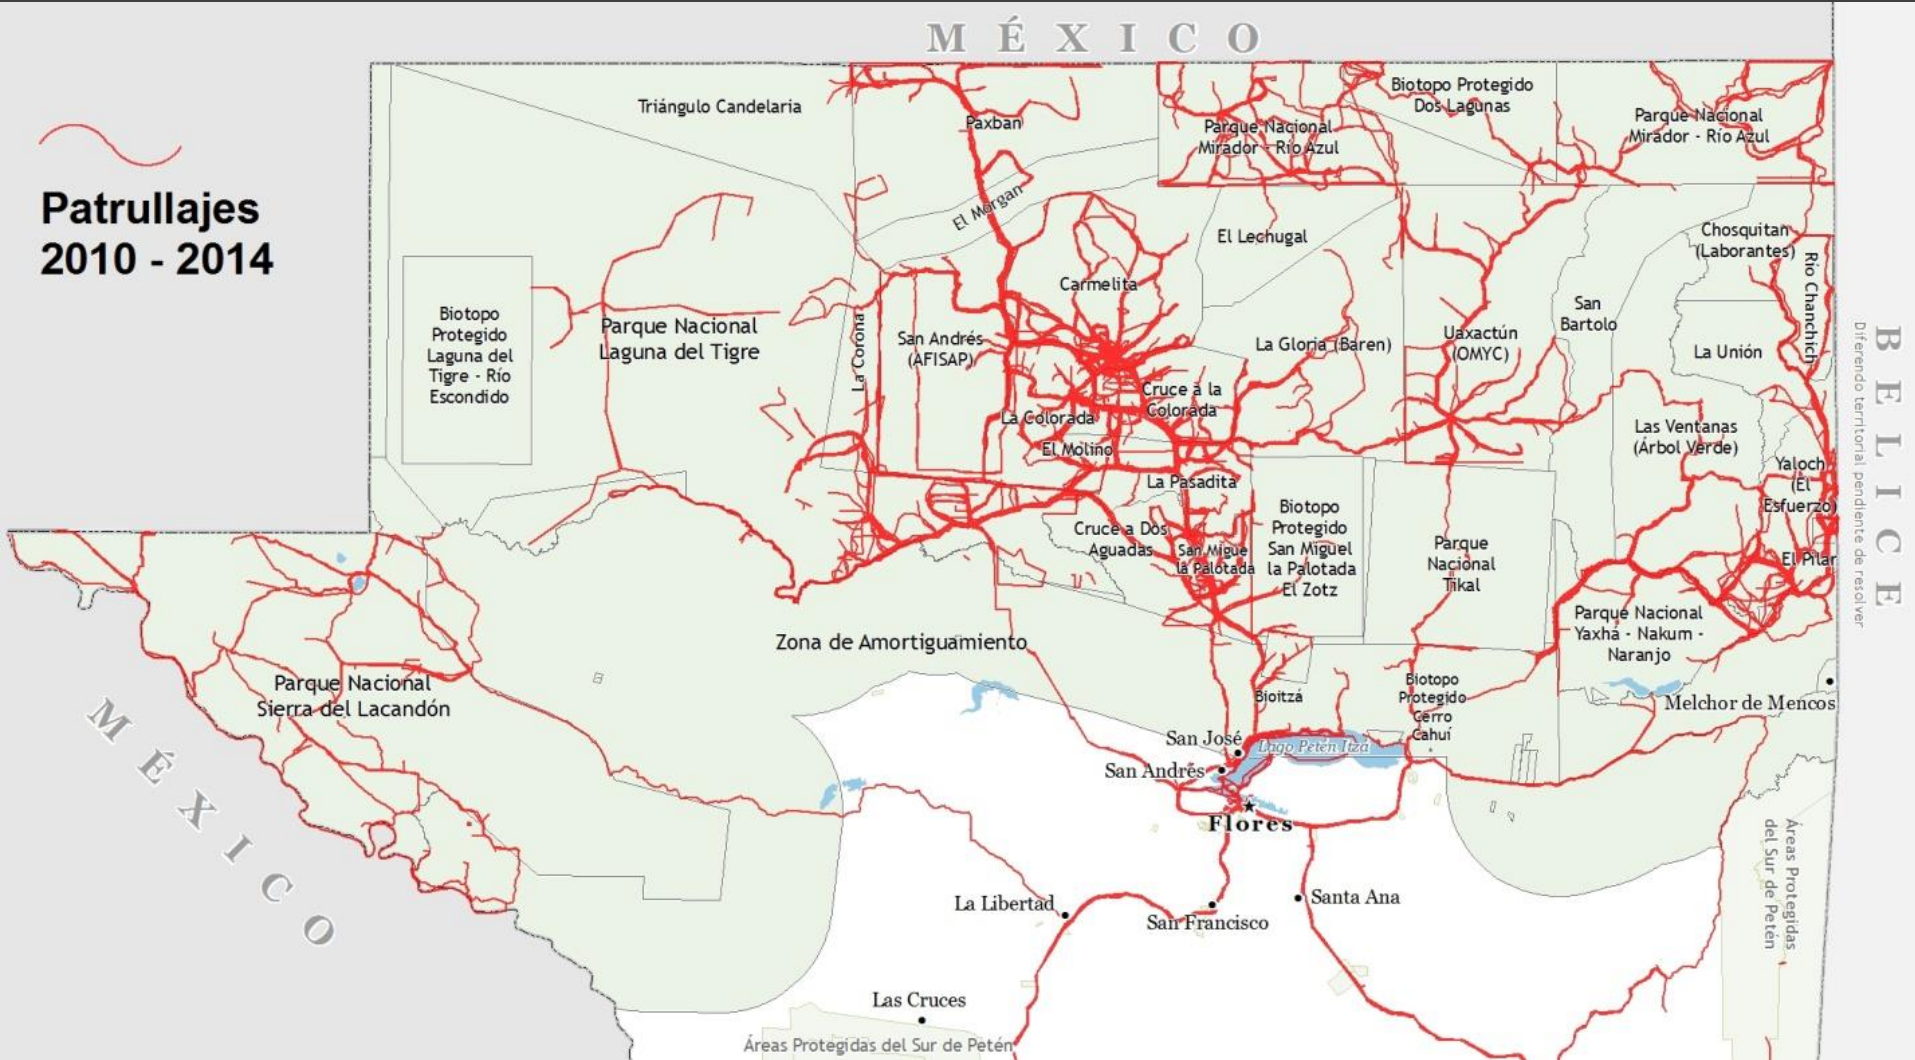 MÉXICO
Patrullajes
2010 - 2014
Triángulo Candelaria
Paxban
Biotopo Protegido
Dos Lagunas
Parque Nacional
Mirador - Río Azul
Parque Nacional
Mirador - Río Azul
El Morgan
El Lechugal
Chosquitan
(Laborantes)
Rio Chanchich
Carmelita
Biotopo
Protegido
Laguna del
Tigre - Río
Escondido
Parque Nacional
Laguna del Tigre
La Corona
San Andrés
(AFISAP)
La Gloria (Baren)
Uaxactún
(OMYC)
San
Bartolo
La Unión
BELICE
Diferendo territorial pendiente de resolver
Cruce a la
Colorada
La Colorada
El Molino
La Pasadita
Las Ventanas
(Árbol Verde)
Yaloch
(El
Esfuerzo)
El Pilar
Cruce a Dos
Aguadas
San Migue
la Palotada
Biotopo
Protegido
San Miguel
la Palotada
El Zotz
Parque
Nacional
Tikal
Parque Nacional
Yaxhá - Nakum -
Naranjo
Zona de Amortiguamiento
Parque Nacional
Sierra del Lacandón
MÉXICO
Bioitzá
Biotopo
Protegido
Cerro
Cahuí
Melchor de Mencos
San José
Lago Petén Itzá
San Andrés
Flores
Áreas Protegidas
del Sur de Petén
La Libertad
San Francisco
Santa Ana
Las Cruces
Áreas Protegidas del Sur de Petén